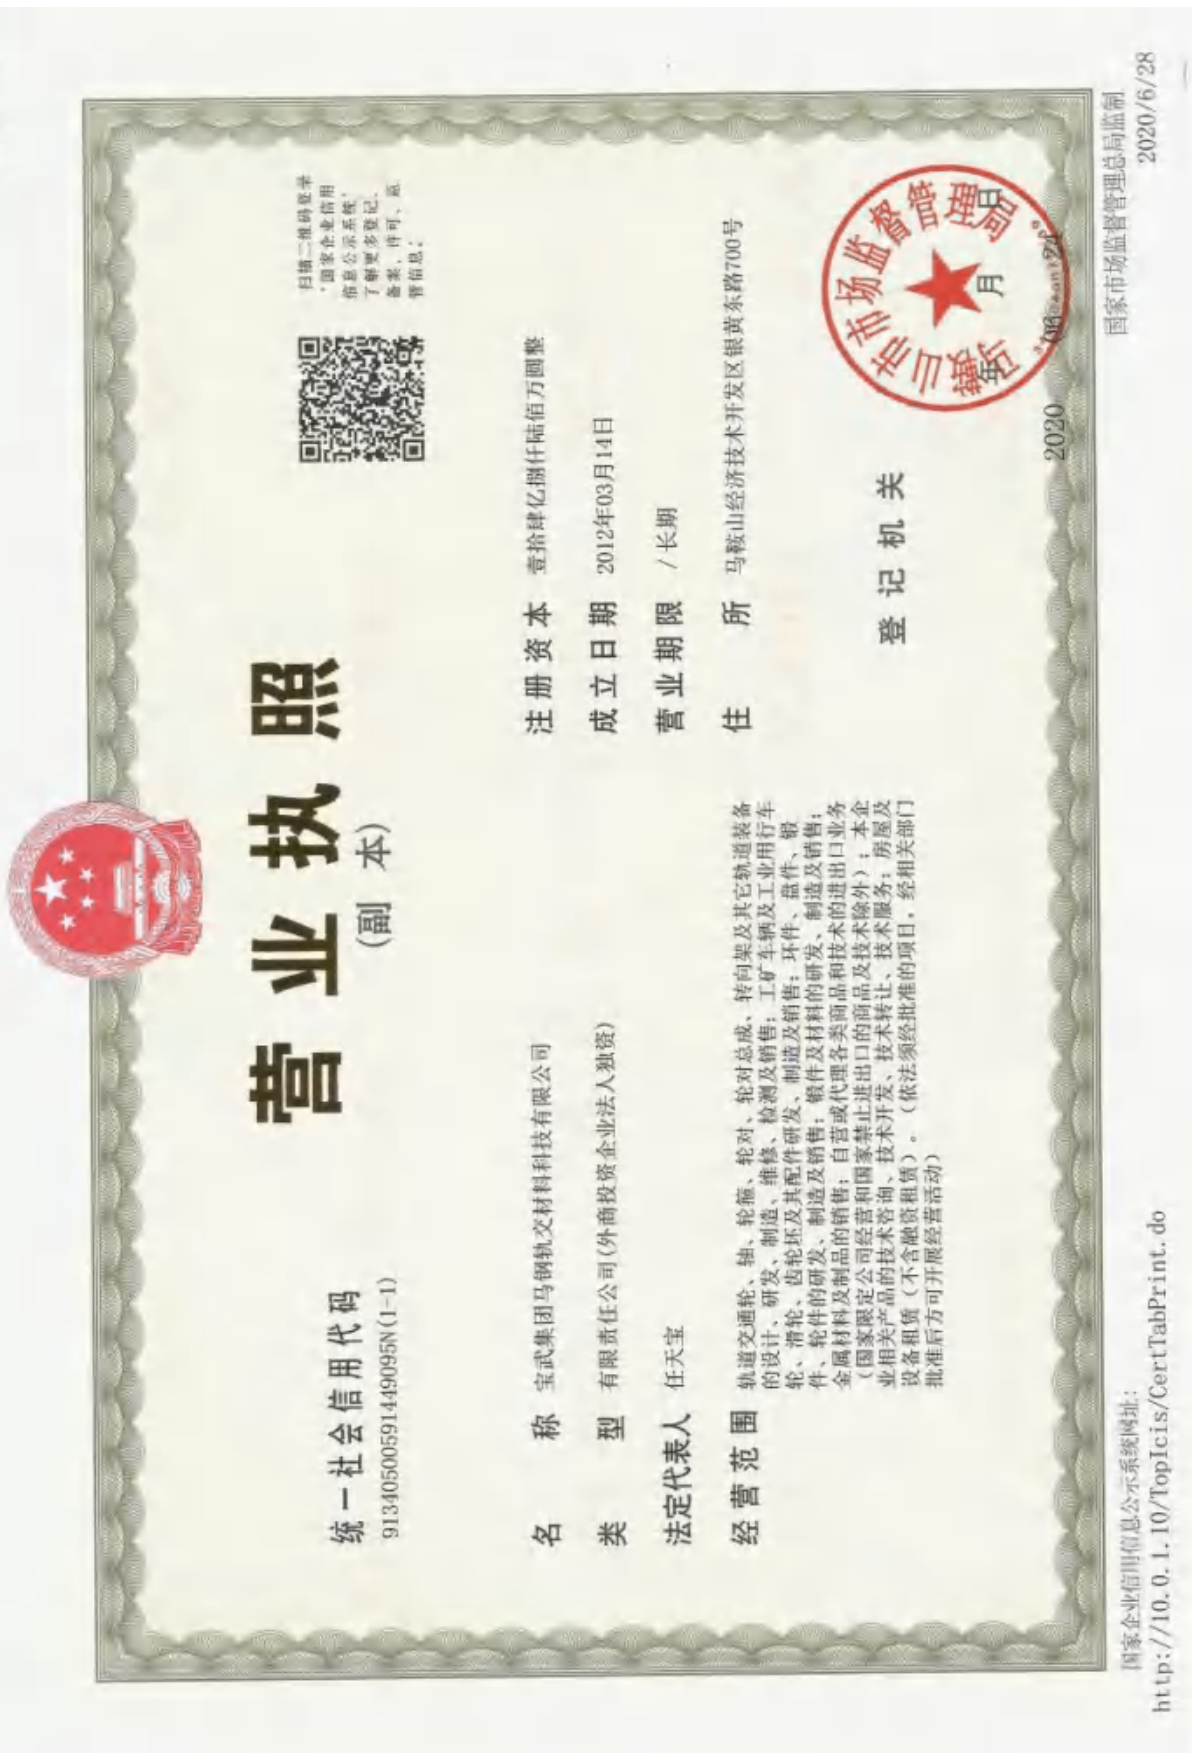 营业执照
(副 本)
统一社会信用代码
91340500591449095N(1-1)
扫描二维码登录
“国家企业信用
信息公示系统”
了解更多登记、
备案、许可、监
管信息。
名 称 宝武集团马钢轨交材料科技有限公司
类 型 有限责任公司(外商投资企业法人独资)
法定代表人 任天宝
经营范围 轨道交通轮、轴、轮箍、轮对、轮对总成、转向架及其它轨道装备
的设计、研发、制造、维修、检测及销售；工矿车辆及工业用行车
轮、滑轮、齿轮坯及其配件研发、制造及销售；环件、盘件、锻
件、轮件的研发、制造及销售；锻件及材料的研发、制造及销售；
金属材料及制品的销售；自营或代理各类商品和技术的进出口业务
（国家限定公司经营和国家禁止进出口的商品及技术除外）；本企
业相关产品的技术咨询、技术开发、技术转让、技术服务；房屋及
设备租赁（不含融资租赁）。（依法须经批准的项目，经相关部门
批准后方可开展经营活动）
注册资本 壹拾肆亿捌仟陆佰万圆整
成立日期 2012年03月14日
营业期限 /长期
住 所 马鞍山经济技术开发区银黄东路700号
登记机关
马鞍山市市场监督管理局
年 月 日
2020 06
国家企业信用信息公示系统网址：
http://10.0.1.10/TopIcis/CertTabPrint.do
国家市场监督管理总局监制
2020/6/28